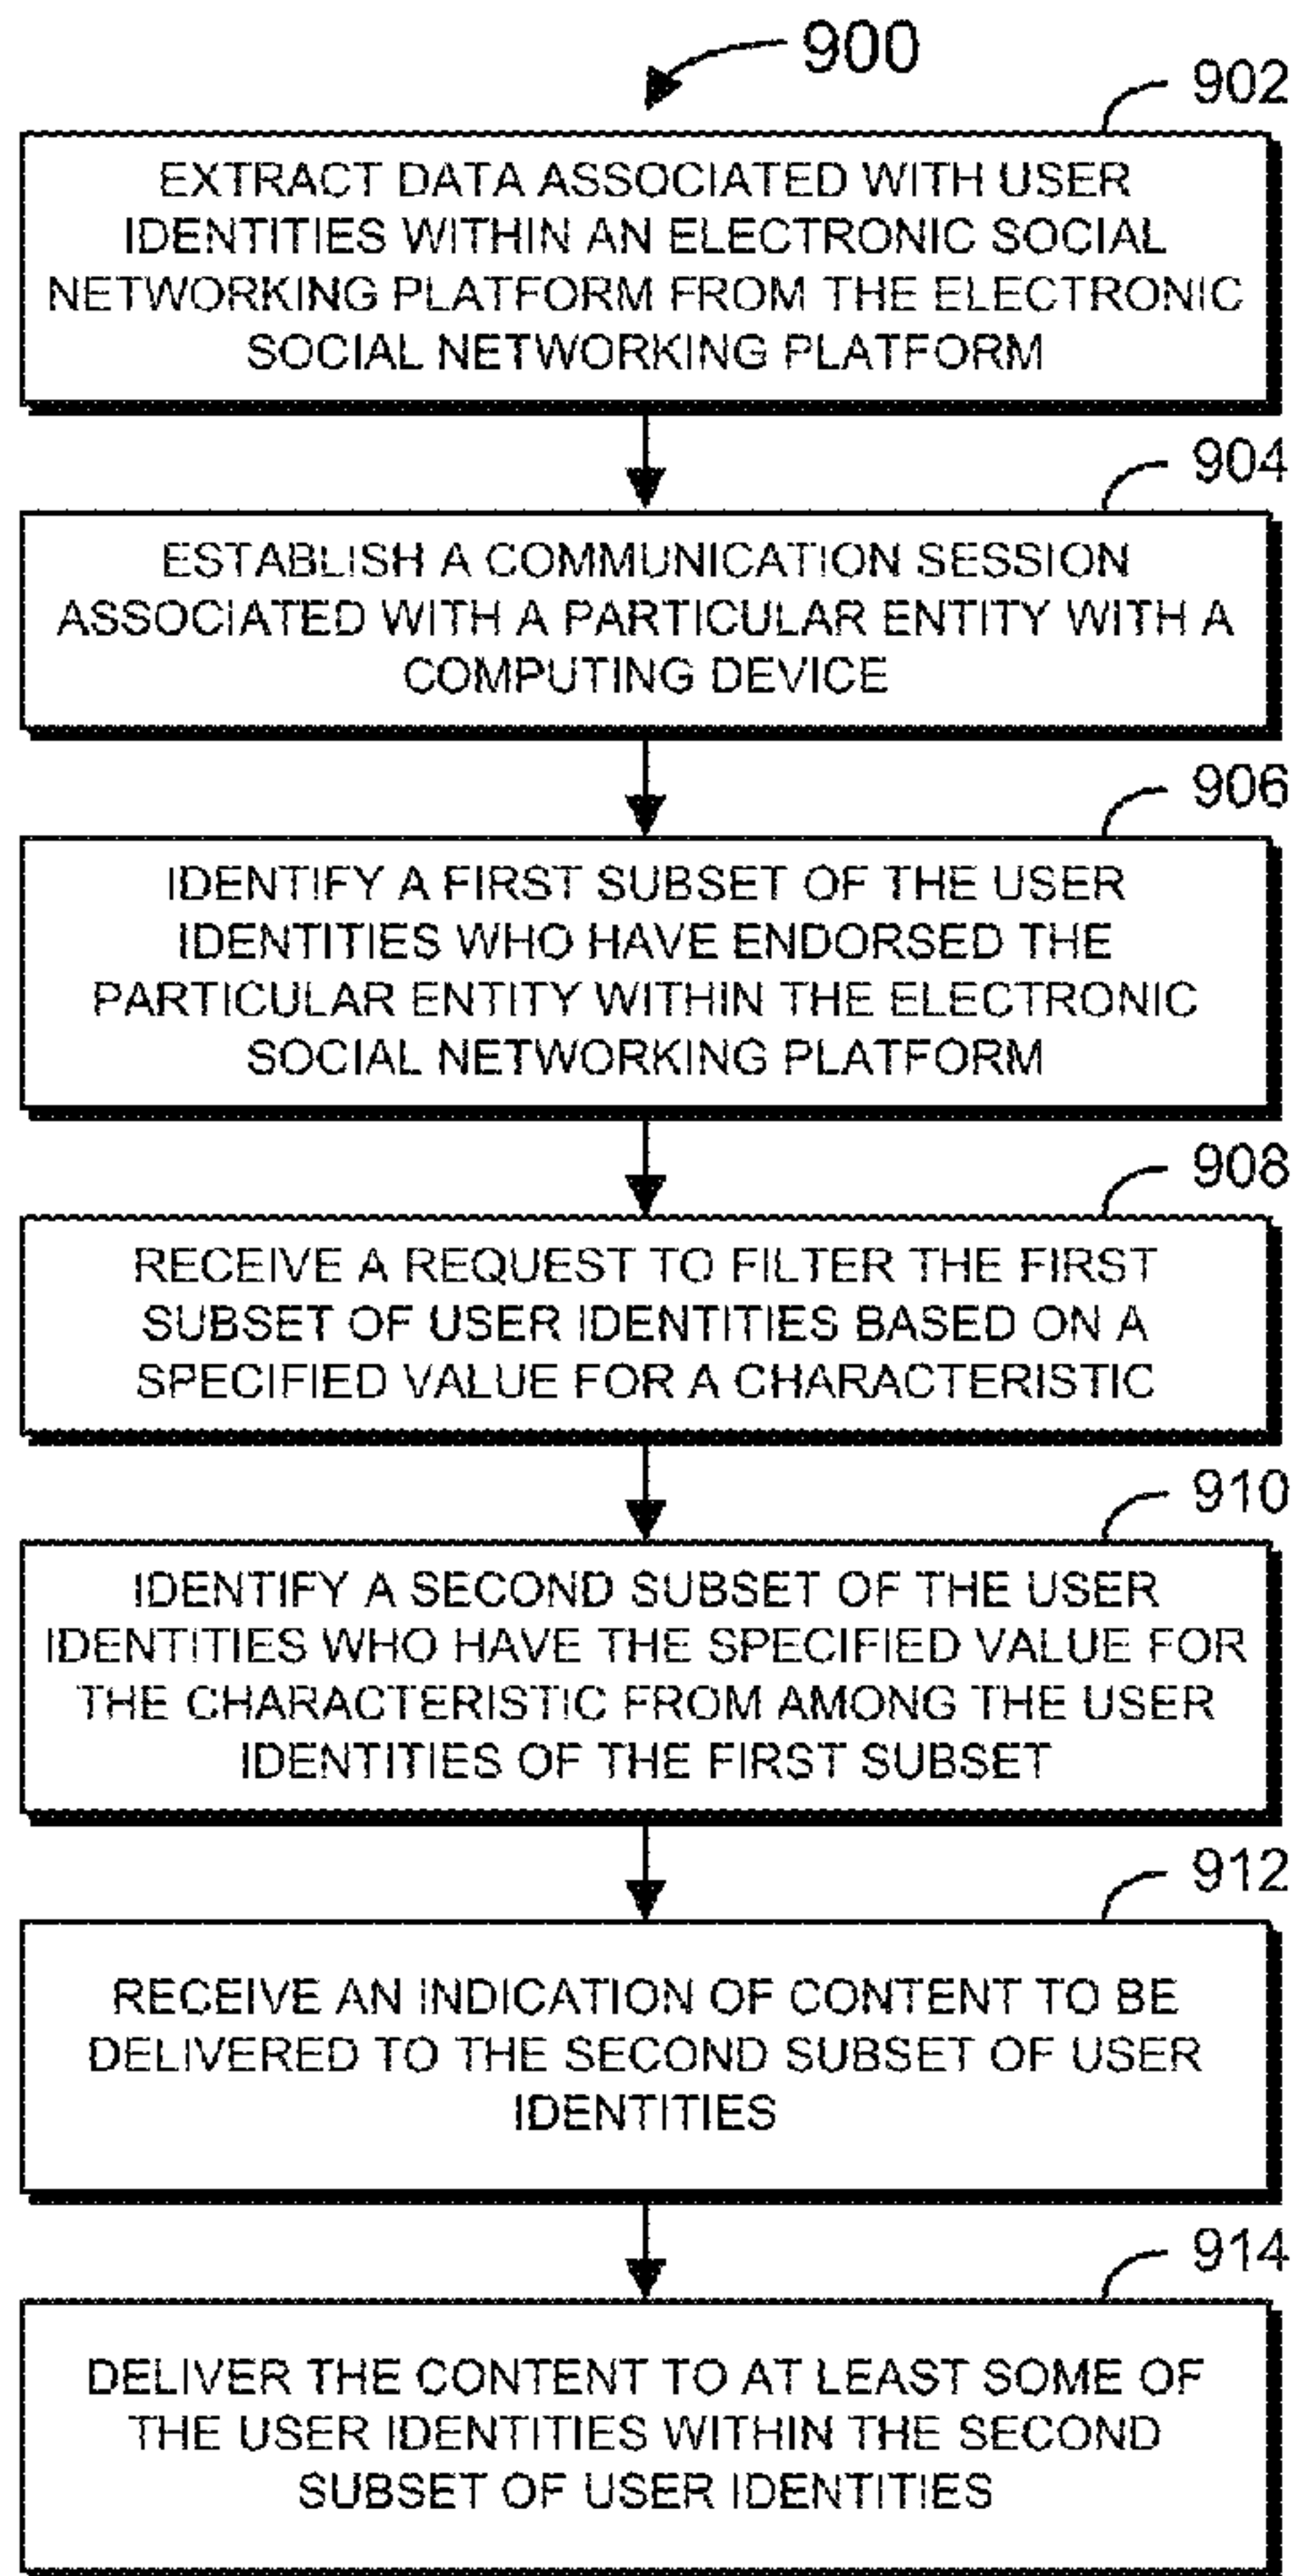 900
902
EXTRACT DATA ASSOCIATED WITH USER
IDENTITIES WITHIN AN ELECTRONIC SOCIAL
NETWORKING PLATFORM FROM THE ELECTRONIC
SOCIAL NETWORKING PLATFORM
904
ESTABLISH A COMMUNICATION SESSION
ASSOCIATED WITH A PARTICULAR ENTITY WITH A
COMPUTING DEVICE
906
IDENTIFY A FIRST SUBSET OF THE USER
IDENTITIES WHO HAVE ENDORSED THE
PARTICULAR ENTITY WITHIN THE ELECTRONIC
SOCIAL NETWORKING PLATFORM
908
RECEIVE A REQUEST TO FILTER THE FIRST
SUBSET OF USER IDENTITIES BASED ON A
SPECIFIED VALUE FOR A CHARACTERISTIC
910
IDENTIFY A SECOND SUBSET OF THE USER
IDENTITIES WHO HAVE THE SPECIFIED VALUE FOR
THE CHARACTERISTIC FROM AMONG THE USER
IDENTITIES OF THE FIRST SUBSET
912
RECEIVE AN INDICATION OF CONTENT TO BE
DELIVERED TO THE SECOND SUBSET OF USER
IDENTITIES
914
DELIVER THE CONTENT TO AT LEAST SOME OF
THE USER IDENTITIES WITHIN THE SECOND
SUBSET OF USER IDENTITIES